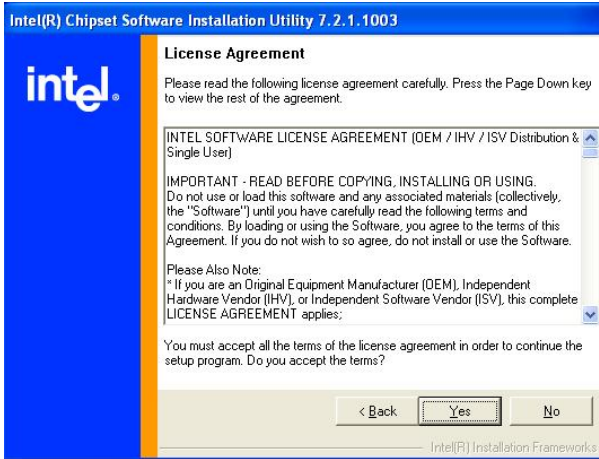 Intel(R) Chipset Software Installation Utility 7.2.1.1003
intel.
License Agreement
Please read the following license agreement carefully. Press the Page Down key
to view the rest of the agreement.
INTEL SOFTWARE LICENSE AGREEMENT (OEM / IHV / ISV Distribution &
Single User)
IMPORTANT - READ BEFORE COPYING, INSTALLING OR USING.
Do not use or load this software and any associated materials (collectively,
the "Software") until you have carefully read the following terms and
conditions. By loading or using the Software, you agree to the terms of this
Agreement. If you do not wish to so agree, do not install or use the Software.
Please Also Note:
* If you are an Original Equipment Manufacturer (OEM), Independent
Hardware Vendor (IHV), or Independent Software Vendor (ISV), this complete
LICENSE AGREEMENT applies;
You must accept all the terms of the license agreement in order to continue the
setup program. Do you accept the terms?
< Back Yes No
Intel(R) Installation Frameworks